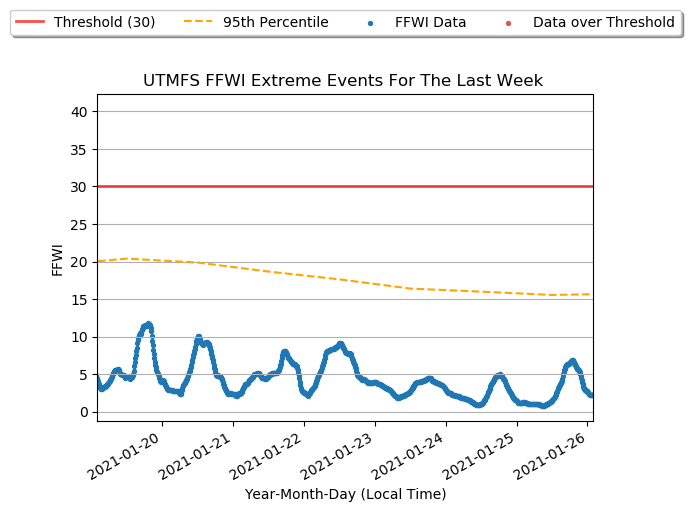 Threshold (30) 95th Percentile FFWI Data Data over Threshold
UTMFS FFWI Extreme Events For The Last Week
40
35
30
25
20
15
10
5
0
FFWI
2021-01-20 2021-01-21 2021-01-22 2021-01-23 2021-01-24 2021-01-25 2021-01-26
Year-Month-Day (Local Time)